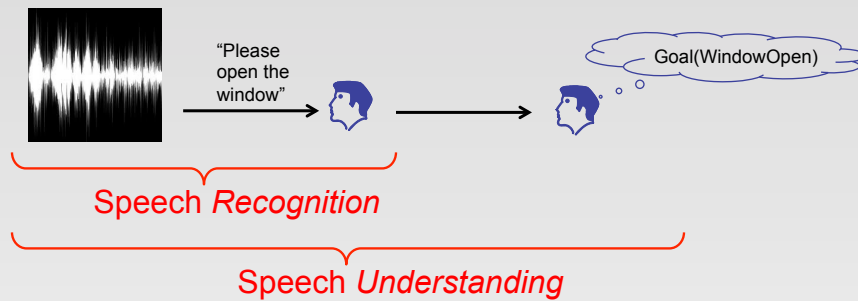 “Please
open the
window”
Goal(WindowOpen)
Speech Recognition
Speech Understanding